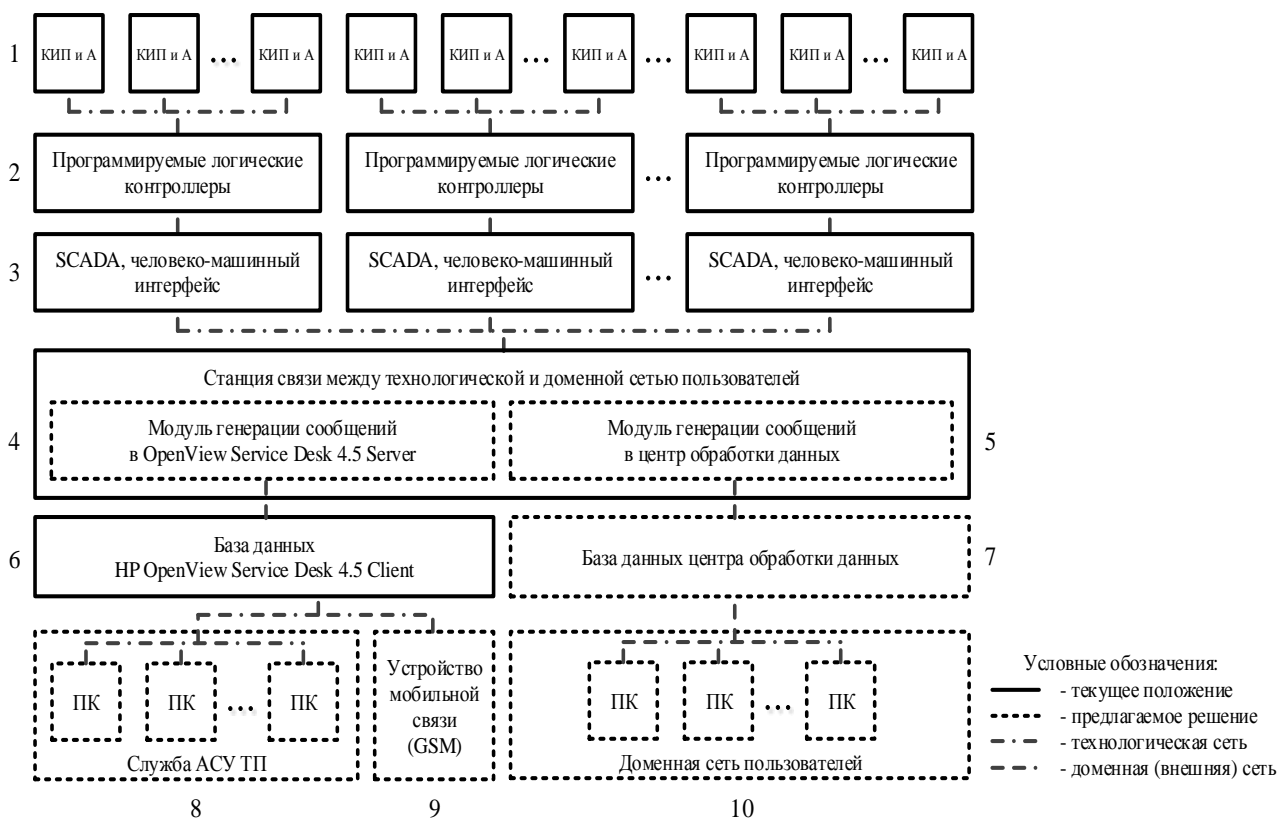 1
КИП и А КИП и А ... КИП и А КИП и А КИП и А ... КИП и А ... КИП и А КИП и А ... КИП и А
2
Программируемые логические
контроллеры
Программируемые логические
контроллеры
...
Программируемые логические
контроллеры
3
SCADA, человеко-машинный
интерфейс
SCADA, человеко-машинный
интерфейс
...
SCADA, человеко-машинный
интерфейс
Станция связи между технологической и доменной сетью пользователей
4
Модуль генерации сообщений
в OpenView Service Desk 4.5 Server
Модуль генерации сообщений
в центр обработки данных
5
6
База данных
HP OpenView Service Desk 4.5 Client
База данных центра обработки данных
7
ПК ПК ... ПК
Служба АСУ ТП
Устройство
мобильной
связи
(GSM)
ПК ПК ... ПК
Доменная сеть пользователей
8
9
10
Условные обозначения:
- текущее положение
- предлагаемое решение
- технологическая сеть
- доменная (внешняя) сеть